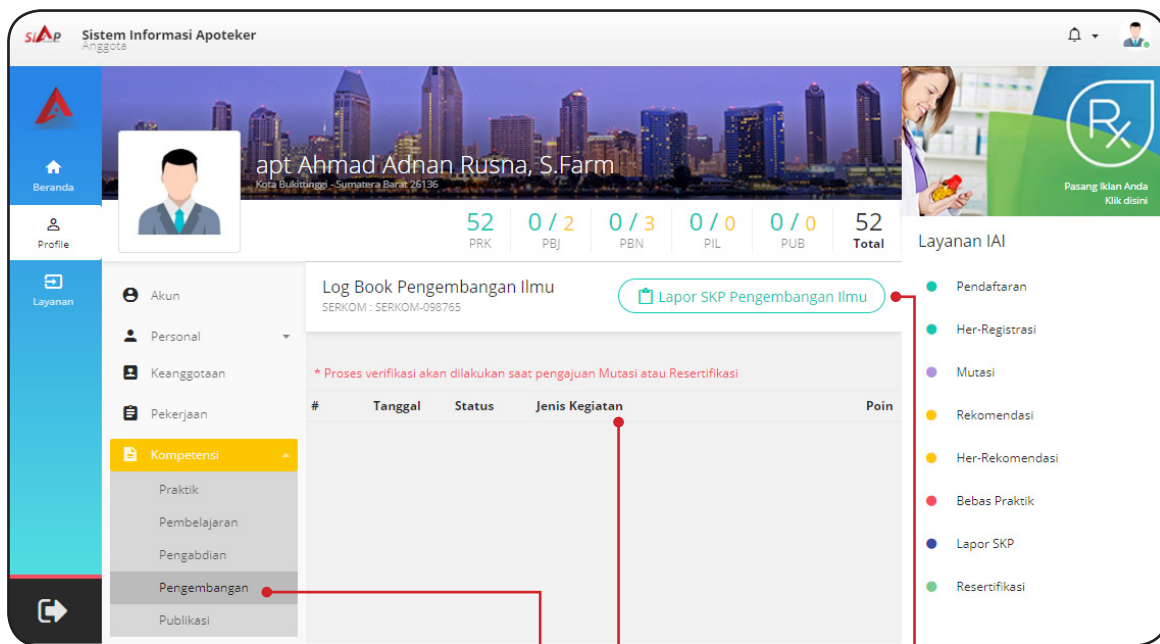 SiAp
Sistem Informasi Apoteker
Anggota
Beranda
Profile
Layanan
apt Ahmad Adnan Rusna, S.Farm
Kota Bukittinggi - Sumatera Barat 26136
52
PRK
0 / 2
PBJ
0 / 3
PBN
0 / 0
PIL
0 / 0
PUB
52
Total
Rx
Pasang Iklan Anda
Klik disini
Akun
Personal
Keanggotaan
Pekerjaan
Kompetensi
Praktik
Pembelajaran
Pengabdian
Pengembangan
Publikasi
Log Book Pengembangan Ilmu
SERKOM : SERKOM-098765
Lapor SKP Pengembangan Ilmu
* Proses verifikasi akan dilakukan saat pengajuan Mutasi atau Resertifikasi
# Tanggal Status Jenis Kegiatan Poin
Layanan IAI
Pendaftaran
Her-Registrasi
Mutasi
Rekomendasi
Her-Rekomendasi
Bebas Praktik
Lapor SKP
Resertifikasi